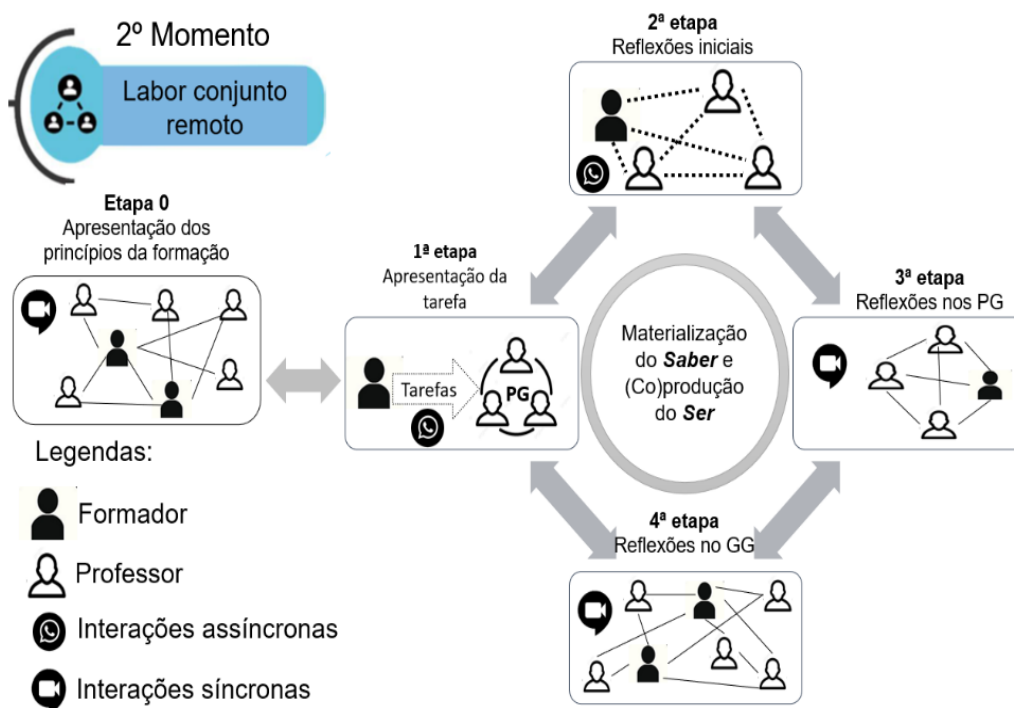 2º Momento
Labor conjunto
remoto
Etapa 0
Apresentação dos
princípios da formação
1ª etapa
Apresentação da
tarefa
Tarefas
PG
2ª etapa
Reflexões iniciais
3ª etapa
Reflexões nos PG
Materialização
do Saber e
(Co)produção
do Ser
4ª etapa
Reflexões no GG
Legendas:
Formador
Professor
Interações assíncronas
Interações síncronas